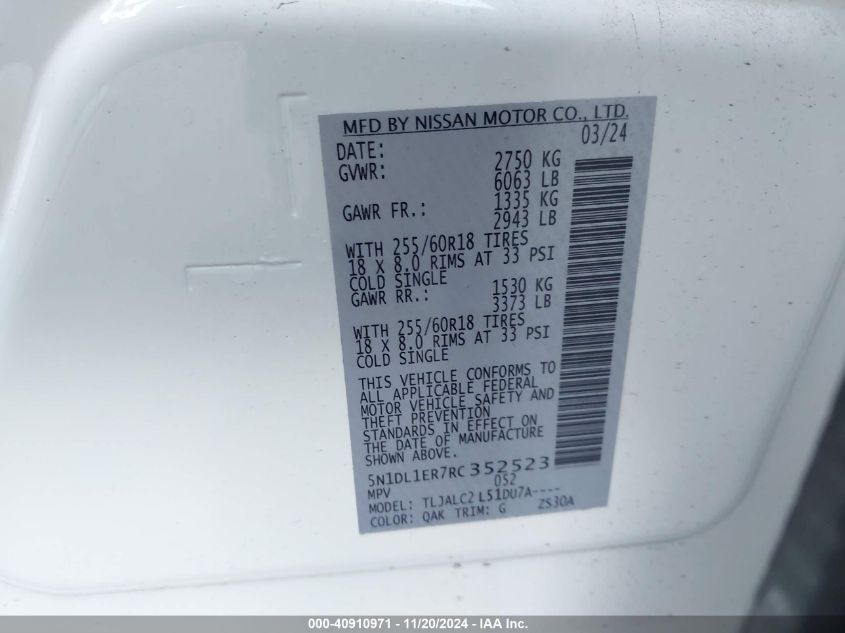 MFD BY NISSAN MOTOR CO., LTD.
DATE: 03/24
GVWR: 2750 KG
6063 LB
GAWR FR.: 1335 KG
2943 LB
WITH 255/60R18 TIRES
18 X 8.0 RIMS AT 33 PSI
COLD SINGLE
GAWR RR.: 1530 KG
3373 LB
WITH 255/60R18 TIRES
18 X 8.0 RIMS AT 33 PSI
COLD SINGLE
THIS VEHICLE CONFORMS TO
ALL APPLICABLE FEDERAL
MOTOR VEHICLE SAFETY AND
THEFT PREVENTION
STANDARDS IN EFFECT ON
THE DATE OF MANUFACTURE
SHOWN ABOVE.
5N1DL1ER7RC352523
MPV 052
MODEL: TLJALC2 L51DU7A----
COLOR: QAK TRIM: G ZS30A
000-40910971 - 11/20/2024 - IAA Inc.